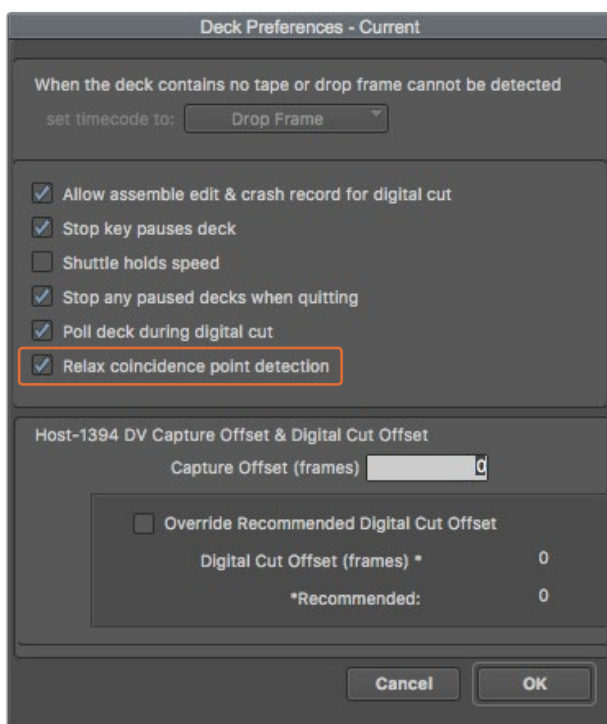 Deck Preferences - Current
When the deck contains no tape or drop frame cannot be detected
set timecode to: Drop Frame
Allow assemble edit & crash record for digital cut
Stop key pauses deck
Shuttle holds speed
Stop any paused decks when quitting
Poll deck during digital cut
Relax coincidence point detection
Host-1394 DV Capture Offset & Digital Cut Offset
Capture Offset (frames) 0
Override Recommended Digital Cut Offset
Digital Cut Offset (frames) * 0
*Recommended: 0
Cancel OK